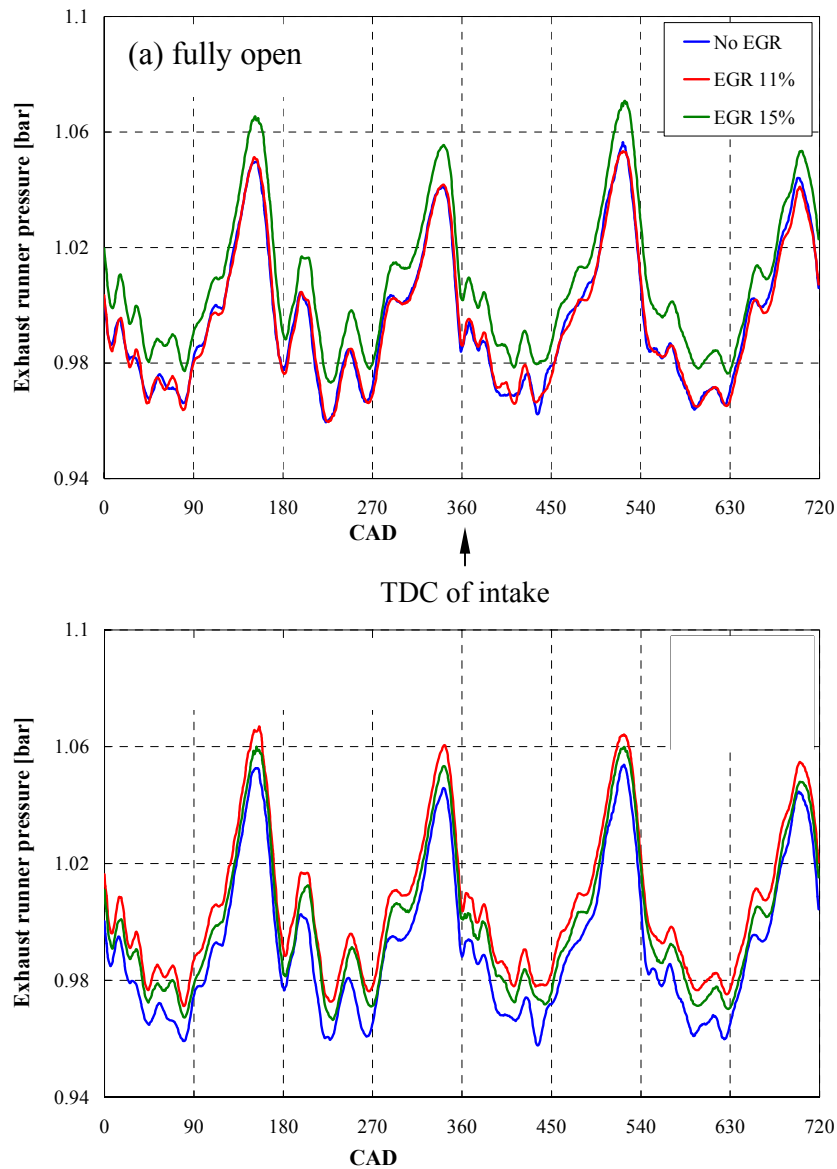 1.1
(a) fully open
No EGR
EGR 11%
EGR 15%
1.06
1.02
0.98
0.94
Exhaust runner pressure [bar]
0 90 180 270 360 450 540 630 720
CAD
TDC of intake
1.1
1.06
1.02
0.98
0.94
Exhaust runner pressure [bar]
0 90 180 270 360 450 540 630 720
CAD